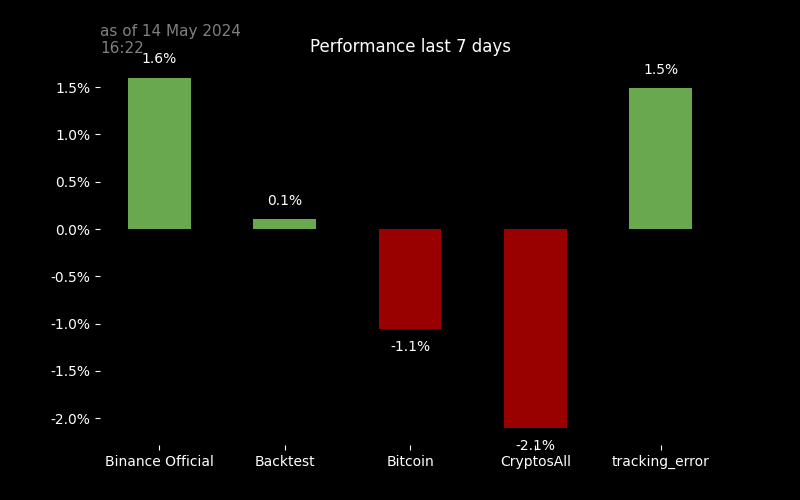 as of 14 May 2024
16:22
Performance last 7 days
1.6%
0.1%
-1.1%
-2.1%
1.5%
1.5%
1.0%
0.5%
0.0%
-0.5%
-1.0%
-1.5%
-2.0%
Binance Official
Backtest
Bitcoin
CryptosAll
tracking_error